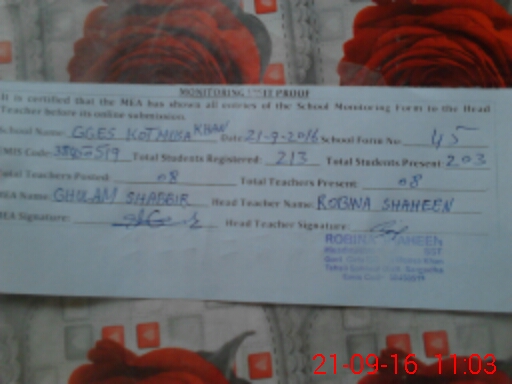 MONITORING VISIT PROOF
It is certified that the MEA has shown all entries of the School Monitoring Form to the Head
Teacher before its online submission.
School Name: GGES KOTMUSA KHAN Date: 21-9-2016 School Form No: 45
EMIS Code: Total Students Registered: 213 Total Students Present 203
Total Teachers Posted: 08 Total Teachers Present: 08
MEA Name: GHULAM SHABBIR Head Teacher Name: ROBINA SHAHEEN
MEA Signature: Head Teacher Signature:
ROBINA SHAHEEN
21-09-16 11:03